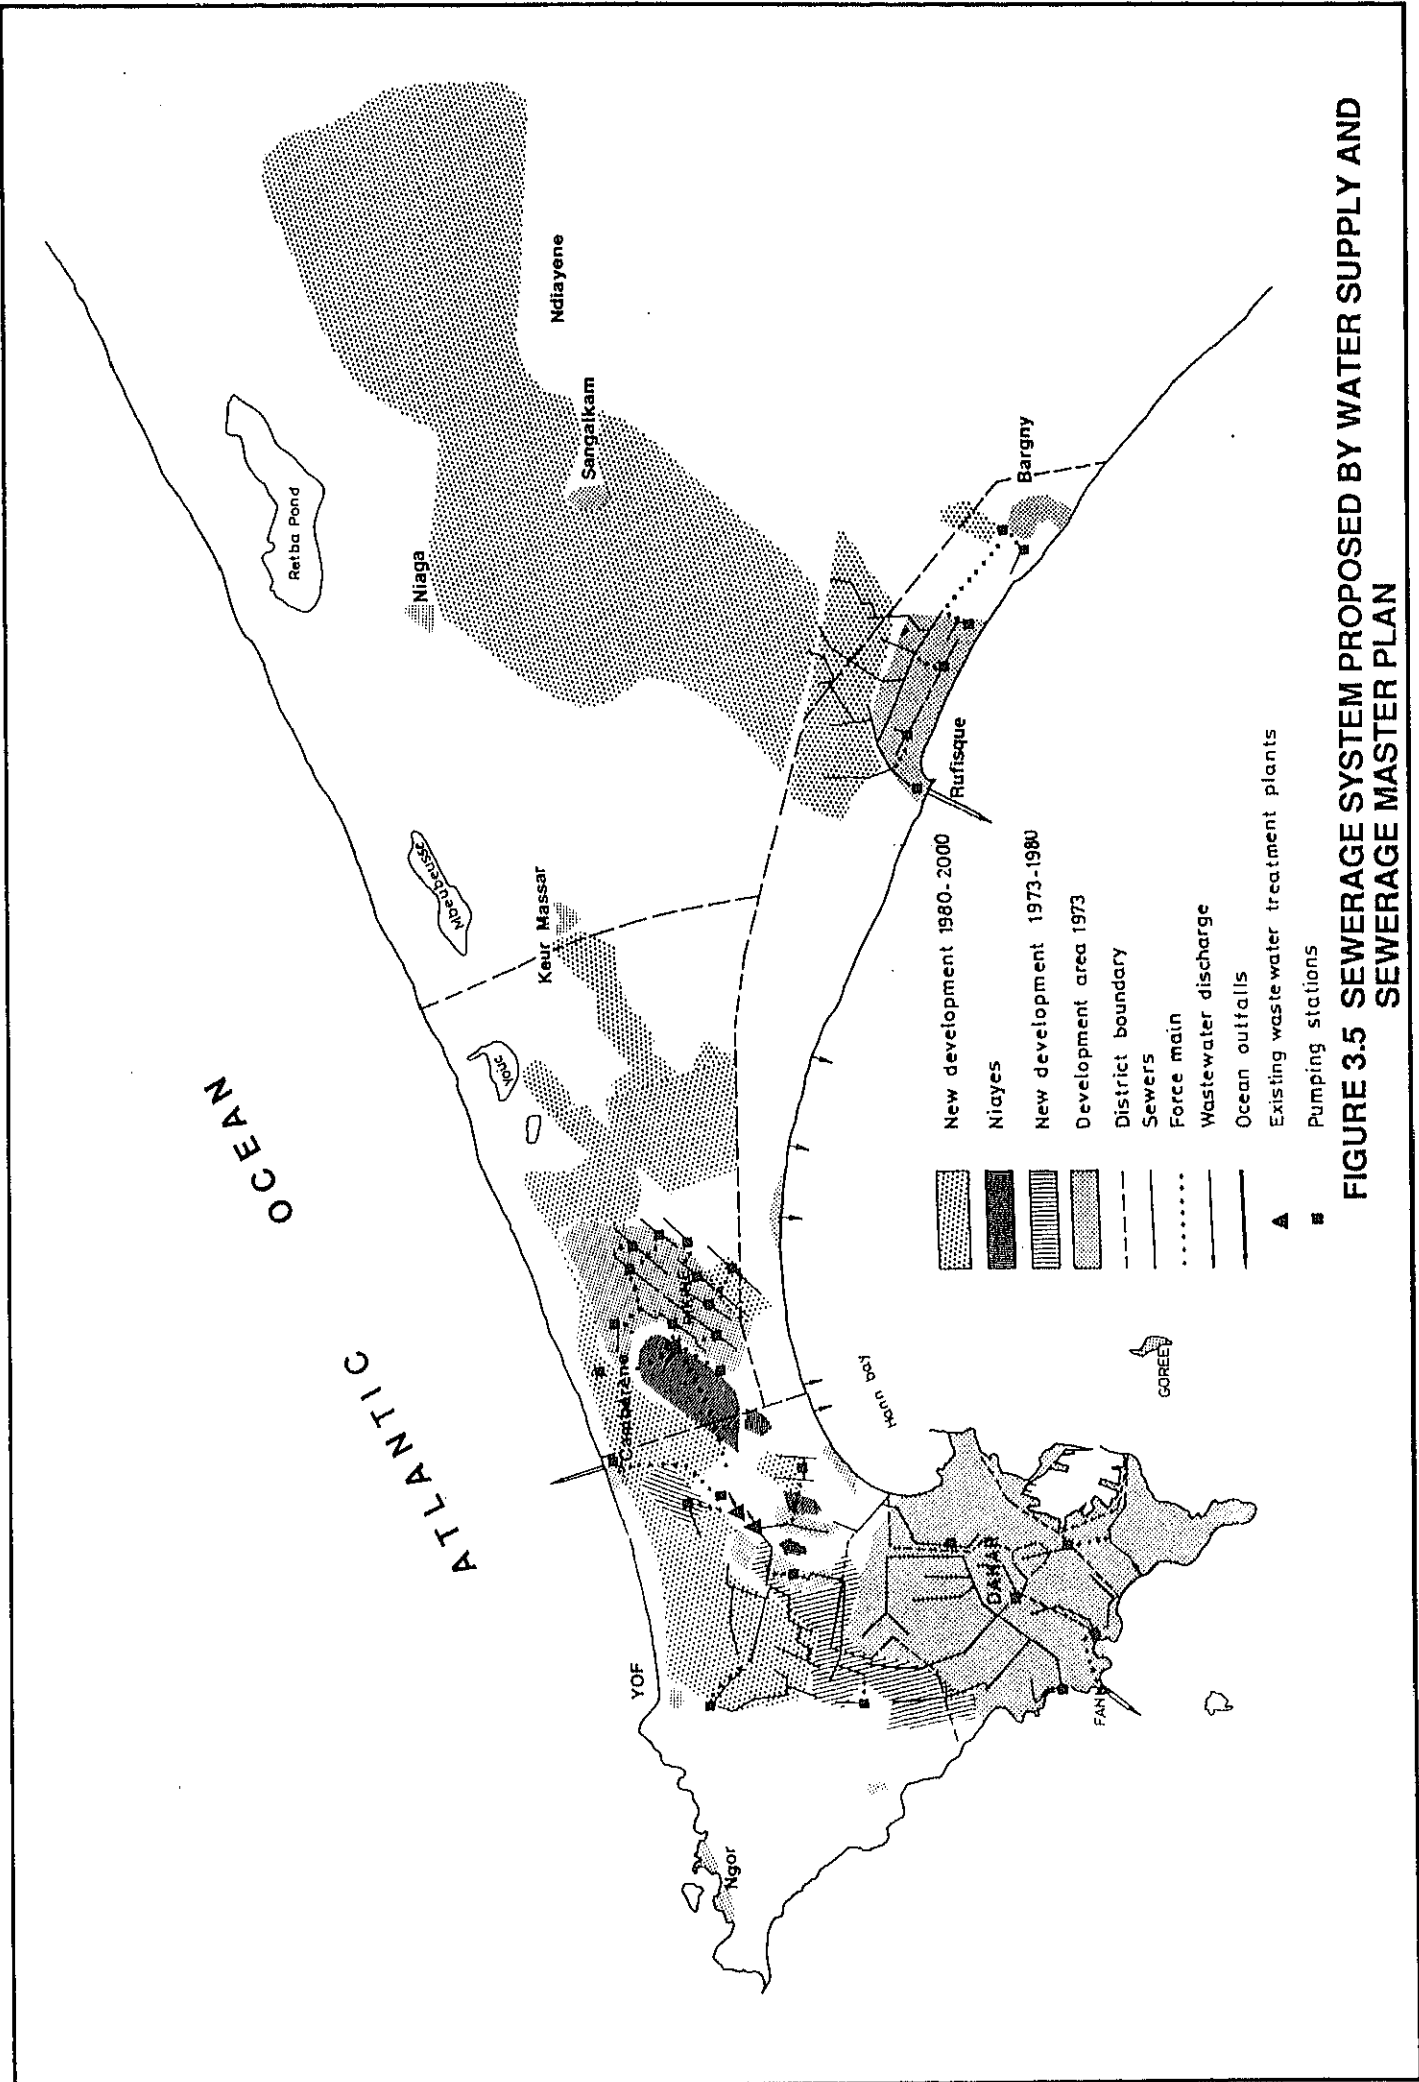 ATLANTIC
OCEAN
Retba Pond
Mbeubeusse
Youc
Niaga
Ndiayene
Sangalkam
Keur Massar
Bargny
Rufisque
Camberène
YOF
Ngor
Hann bay
DAKAR
FAN
GOREE
New development 1980-2000
Niayes
New development 1973-1980
Development area 1973
District boundary
Sewers
Force main
Wastewater discharge
Ocean outfalls
Existing wastewater treatment plants
Pumping stations
FIGURE 3.5 SEWERAGE SYSTEM PROPOSED BY WATER SUPPLY AND
SEWERAGE MASTER PLAN